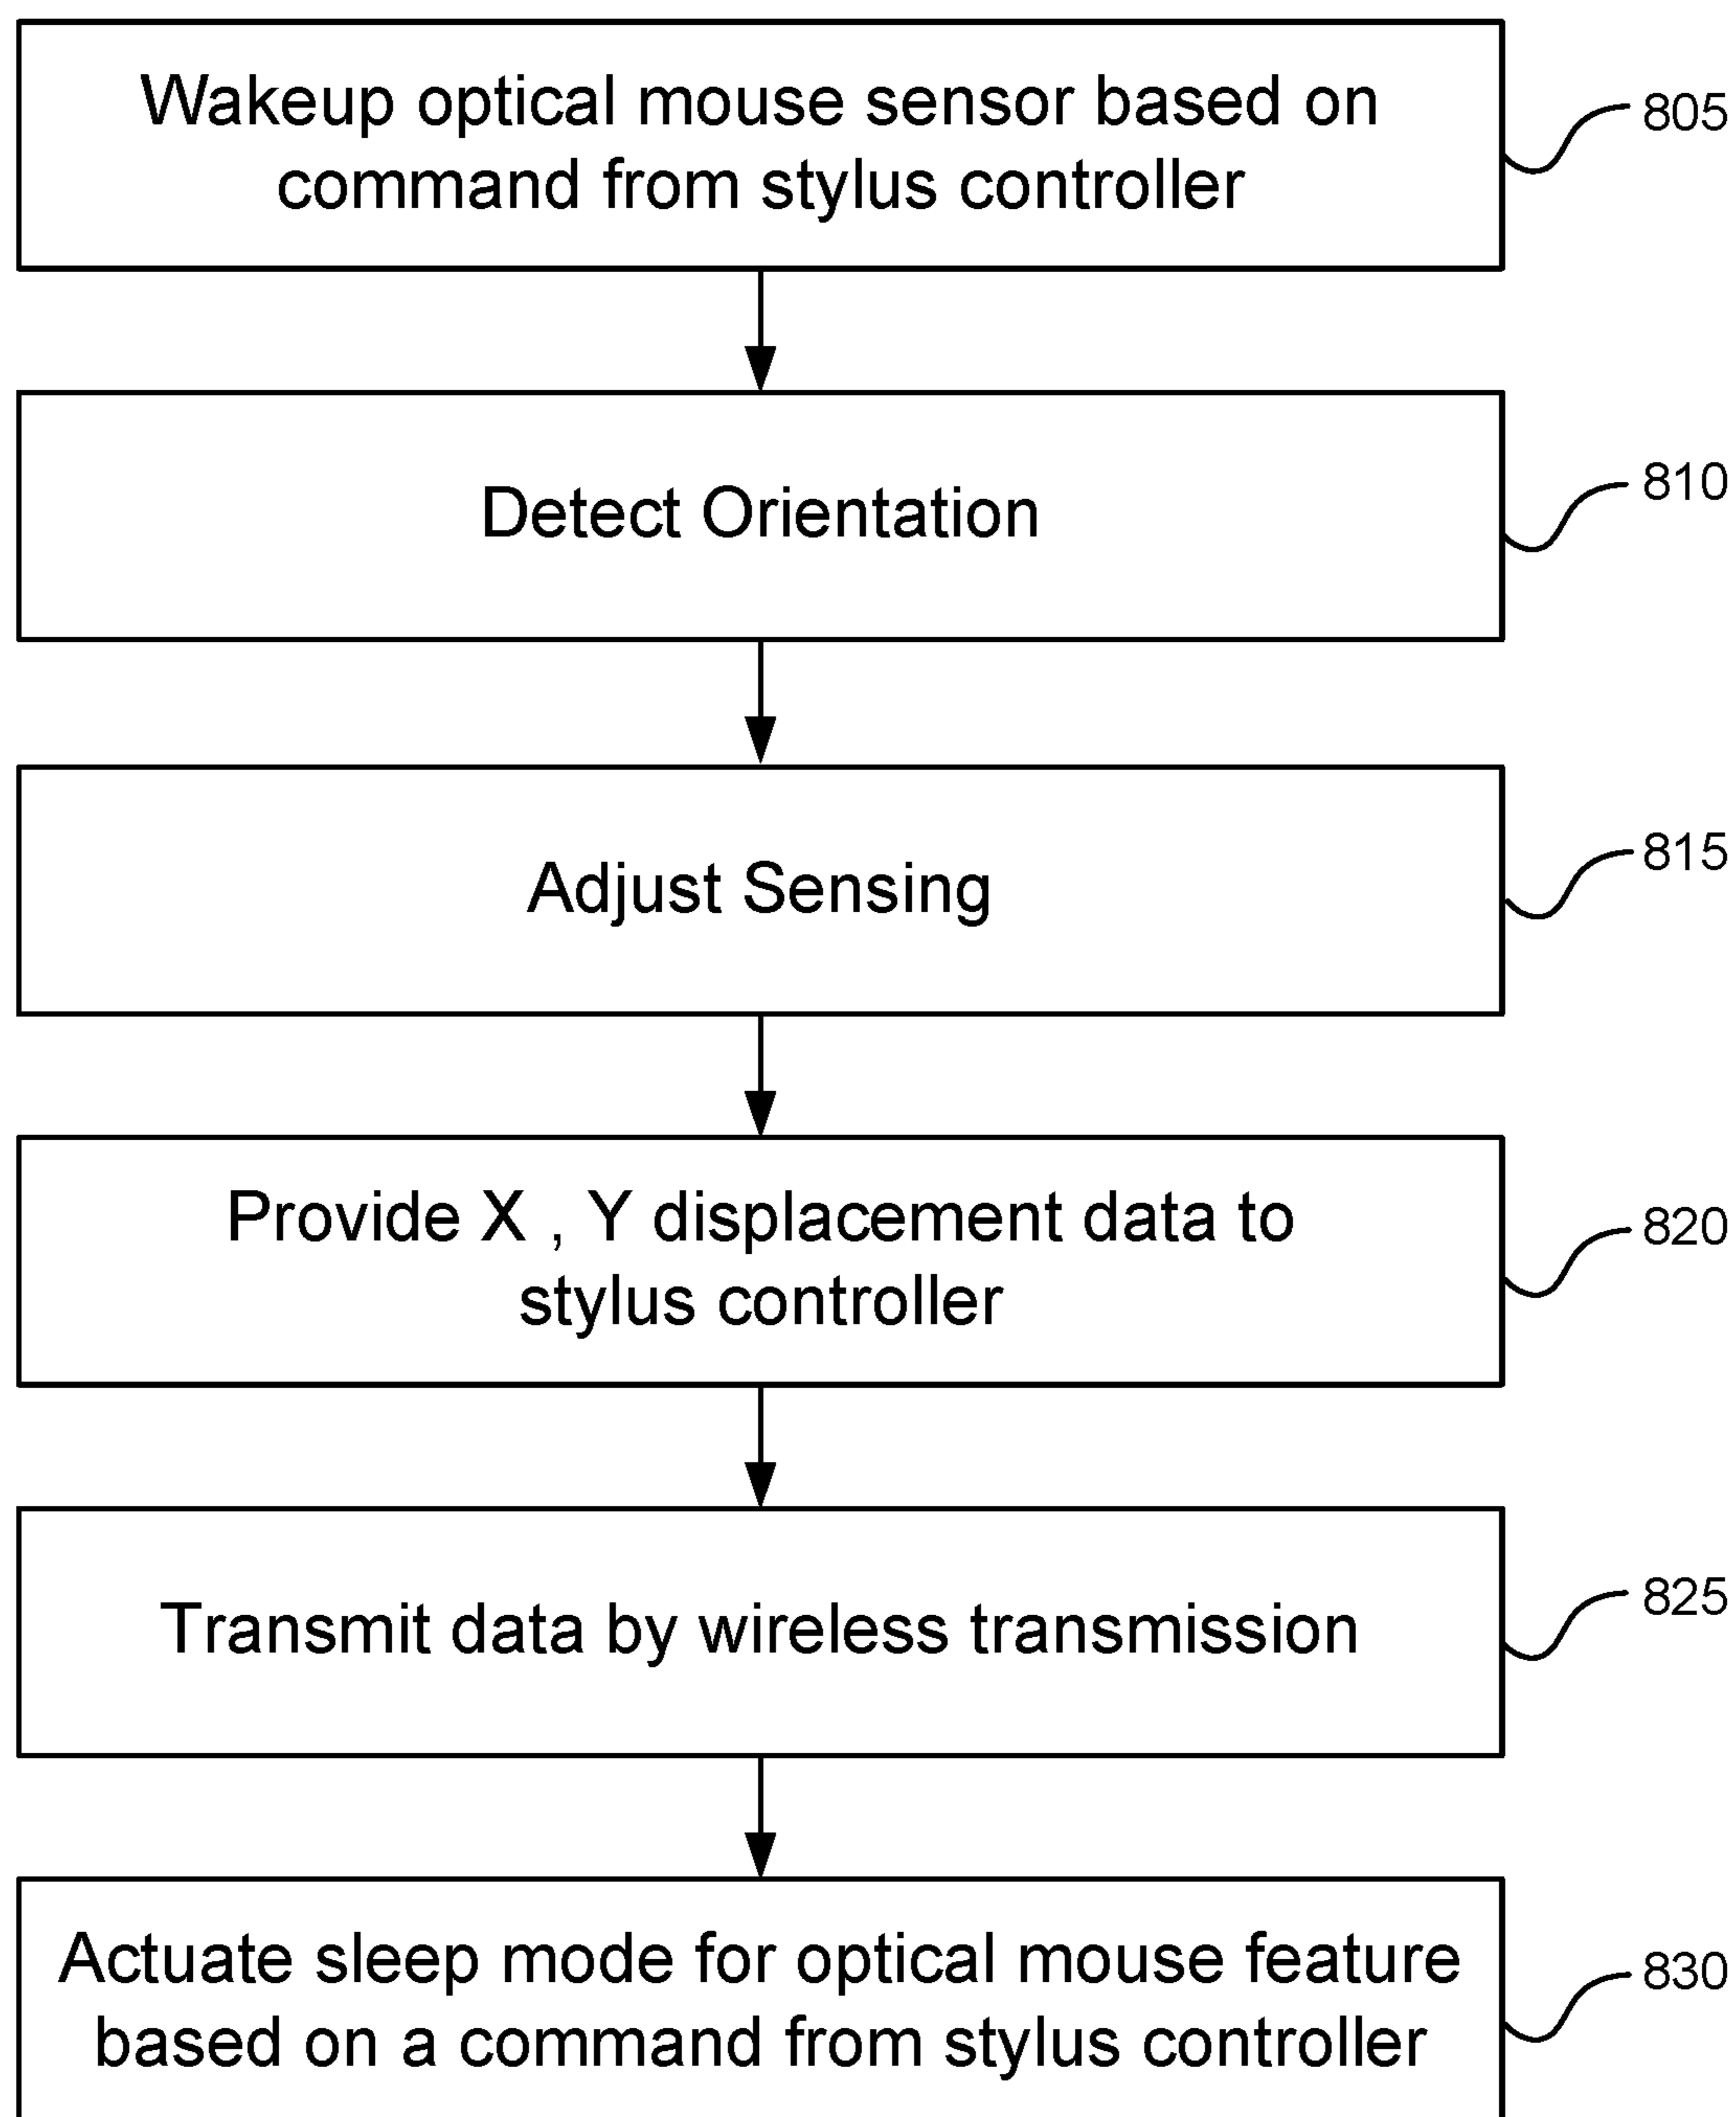 Wakeup optical mouse sensor based on
command from stylus controller
805
Detect Orientation
810
Adjust Sensing
815
Provide X , Y displacement data to
stylus controller
820
Transmit data by wireless transmission
825
Actuate sleep mode for optical mouse feature
based on a command from stylus controller
830